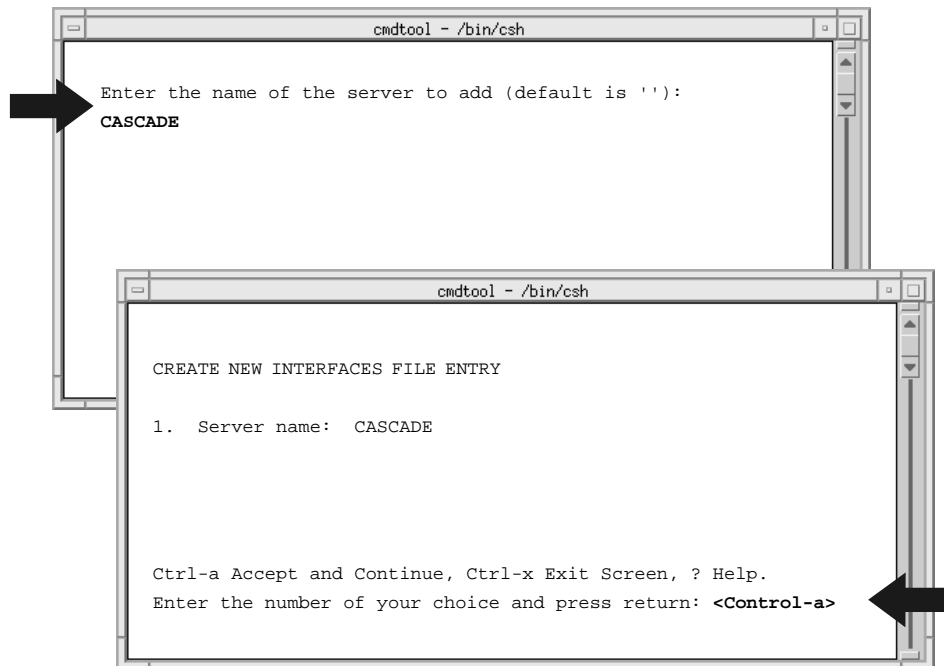 cmdtool - /bin/csh
Enter the name of the server to add (default is ''):
CASCADE
cmdtool - /bin/csh
CREATE NEW INTERFACES FILE ENTRY
1. Server name: CASCADE
Ctrl-a Accept and Continue, Ctrl-x Exit Screen, ? Help.
Enter the number of your choice and press return: <Control-a>